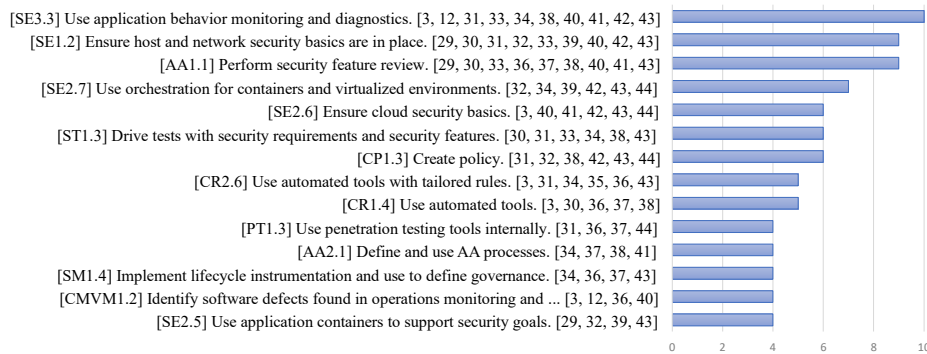 [SE3.3] Use application behavior monitoring and diagnostics. [3, 12, 31, 33, 34, 38, 40, 41, 42, 43]
[SE1.2] Ensure host and network security basics are in place. [29, 30, 31, 32, 33, 39, 40, 42, 43]
[AA1.1] Perform security feature review. [29, 30, 33, 36, 37, 38, 40, 41, 43]
[SE2.7] Use orchestration for containers and virtualized environments. [32, 34, 39, 42, 43, 44]
[SE2.6] Ensure cloud security basics. [3, 40, 41, 42, 43, 44]
[ST1.3] Drive tests with security requirements and security features. [30, 31, 33, 34, 38, 43]
[CP1.3] Create policy. [31, 32, 38, 42, 43, 44]
[CR2.6] Use automated tools with tailored rules. [3, 31, 34, 35, 36, 43]
[CR1.4] Use automated tools. [3, 30, 36, 37, 38]
[PT1.3] Use penetration testing tools internally. [31, 36, 37, 44]
[AA2.1] Define and use AA processes. [34, 37, 38, 41]
[SM1.4] Implement lifecycle instrumentation and use to define governance. [34, 36, 37, 43]
[CMVM1.2] Identify software defects found in operations monitoring and ... [3, 12, 36, 40]
[SE2.5] Use application containers to support security goals. [29, 32, 39, 43]
0 2 4 6 8 10